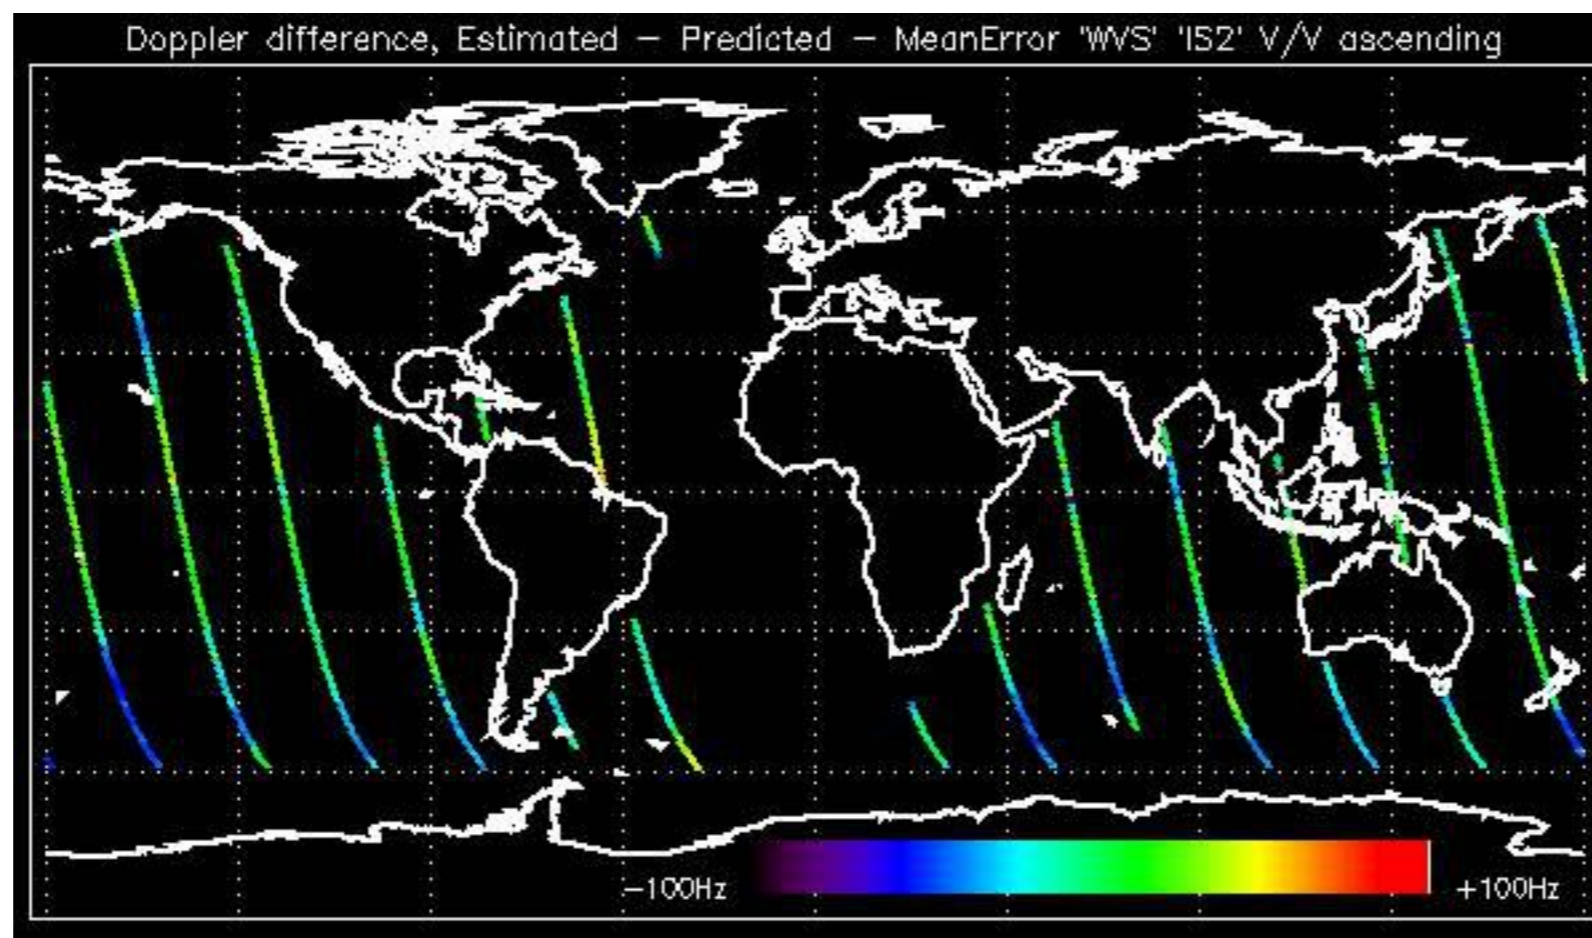 Doppler difference, Estimated – Predicted – MeanError 'WVS' 'IS2' V/V ascending
−100Hz
+100Hz